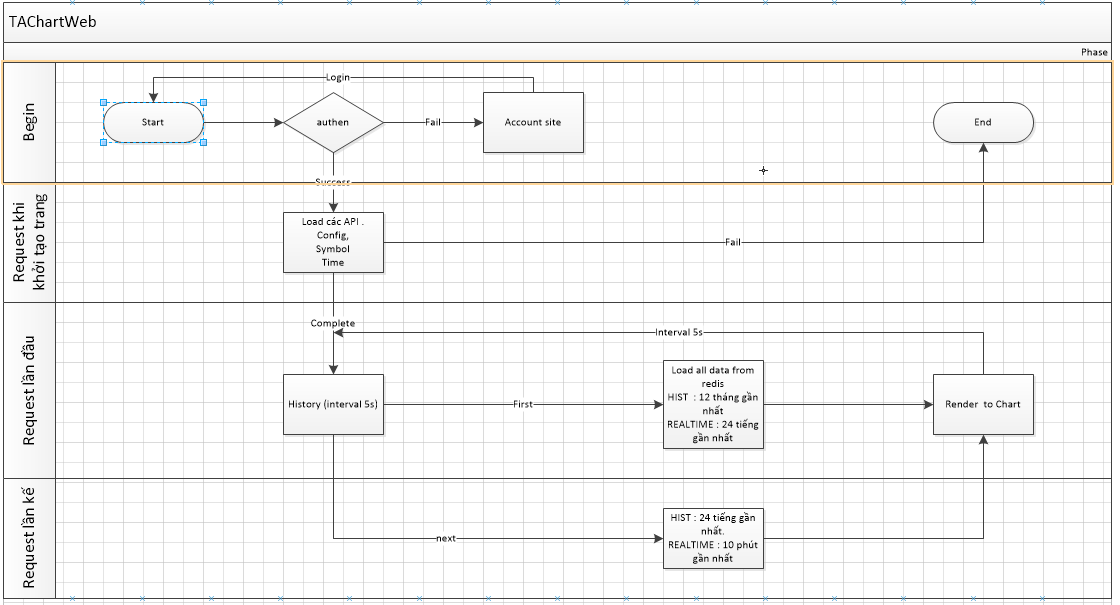 TAChartWeb
Phase
Begin
Login
Start
authen
Fail
Account site
End
Success
Request khi
khởi tạo trang
Load các API .
Config,
Symbol
Time
Fail
Complete
Interval 5s
Request lần đầu
History (interval 5s)
First
Load all data from
redis
HIST : 12 tháng gần
nhất
REALTIME : 24 tiếng
gần nhất
Render to Chart
Request lần kế
next
HIST : 24 tiếng gần
nhất.
REALTIME : 10 phút
gần nhất